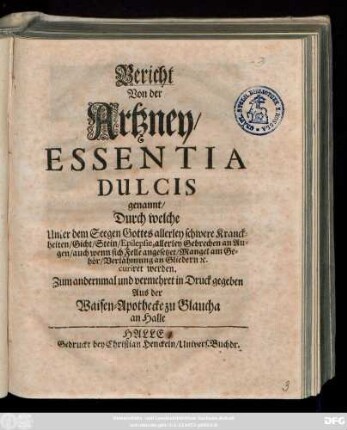 Bericht
Von der
Artzney/
ESSENTIA
DULCIS
genannt/
Durch welche
Unter dem Seegen Gottes allerley schwere Kranck-
heiten/Gicht/Stein/Epilepsie, allerley Gebrechen an Au-
gen/auch wenn sich Felle angesetzet/Mangel am Ge-
hör/Verlähmung an Gliedern ꝛc.
curiret werden.
Zum andernmal und vermehret in Druck gegeben
Aus der
Waisen-Apothecke zu Glaucha
an Halle
HALLE/
Gedruckt bey Christian Henckeln/Univers. Buchdr.
3